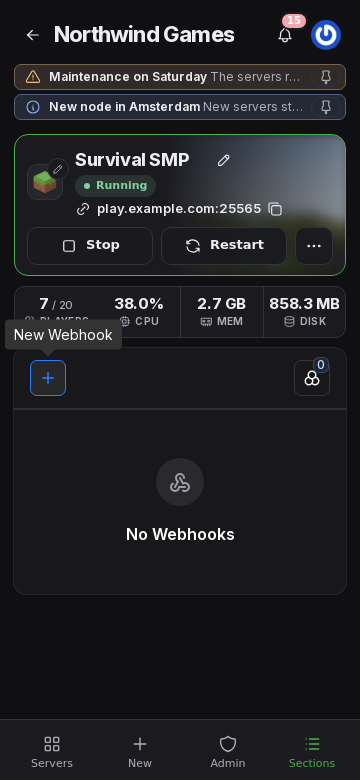 Northwind Games
15
Maintenance on Saturday The servers r…
New node in Amsterdam New servers st…
Survival SMP
Running
play.example.com:25565
Stop
Restart
7 / 20
PLAYERS
38.0%
CPU
2.7 GB
MEM
858.3 MB
DISK
New Webhook
0
No Webhooks
Servers
New
Admin
Sections